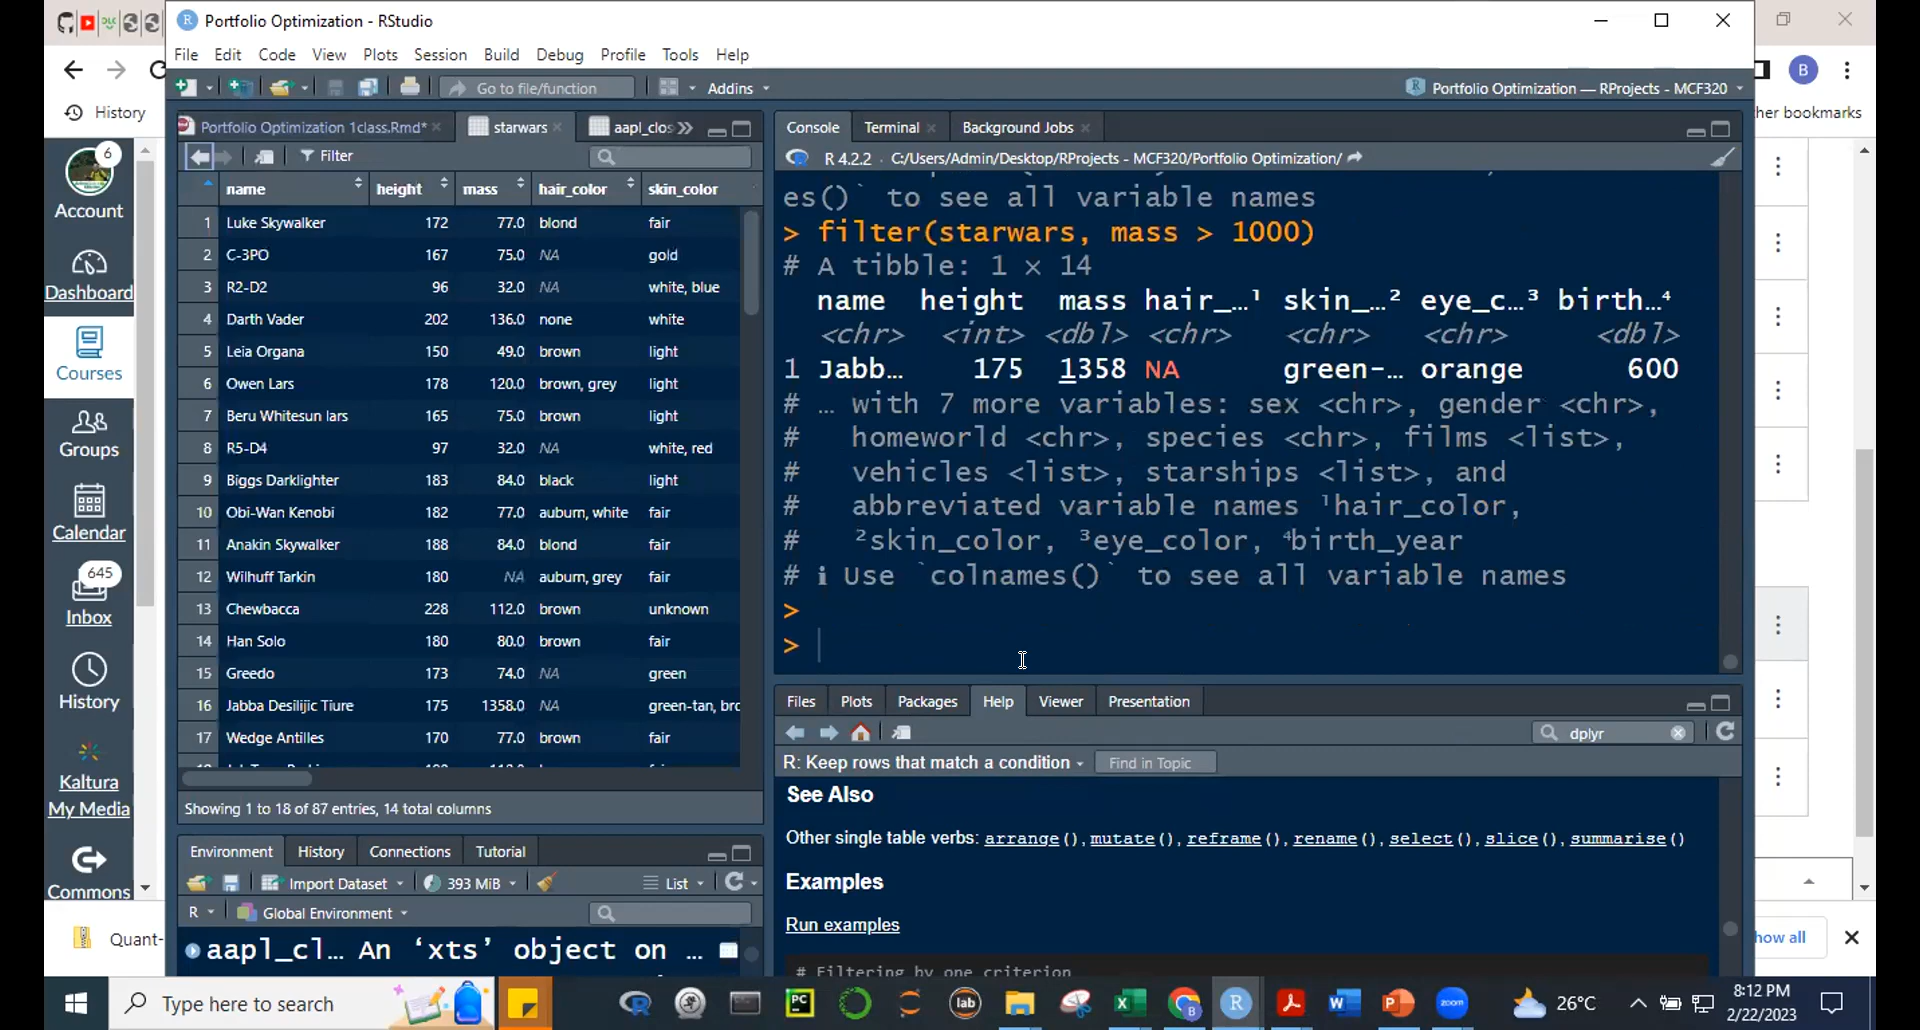 Portfolio Optimization - RStudio
File Edit Code View Plots Session Build Debug Profile Tools Help
Go to file/function
Addins
Portfolio Optimization — RProjects - MCF320
History
B
her bookmarks
Portfolio Optimization 1class.Rmd*
starwars
aapl_clos
Filter
name height mass hair_color skin_color
1 Luke Skywalker 172 77.0 blond fair
2 C-3PO 167 75.0 NA gold
3 R2-D2 96 32.0 NA white, blue
4 Darth Vader 202 136.0 none white
5 Leia Organa 150 49.0 brown light
6 Owen Lars 178 120.0 brown, grey light
7 Beru Whitesun lars 165 75.0 brown light
8 R5-D4 97 32.0 NA white, red
9 Biggs Darklighter 183 84.0 black light
10 Obi-Wan Kenobi 182 77.0 auburn, white fair
11 Anakin Skywalker 188 84.0 blond fair
12 Wilhuff Tarkin 180 NA auburn, grey fair
13 Chewbacca 228 112.0 brown unknown
14 Han Solo 180 80.0 brown fair
15 Greedo 173 74.0 NA green
16 Jabba Desilijic Tiure 175 1358.0 NA green-tan, brc
17 Wedge Antilles 170 77.0 brown fair
Showing 1 to 18 of 87 entries, 14 total columns
Console Terminal Background Jobs
R 4.2.2 · C:/Users/Admin/Desktop/RProjects - MCF320/Portfolio Optimization/
es()` to see all variable names
> filter(starwars, mass > 1000)
# A tibble: 1 × 14
name height mass hair_…¹ skin_…² eye_c…³ birth…⁴
<chr> <int> <dbl> <chr> <chr> <chr> <dbl>
1 Jabb… 175 1358 NA green-… orange 600
# … with 7 more variables: sex <chr>, gender <chr>,
# homeworld <chr>, species <chr>, films <list>,
# vehicles <list>, starships <list>, and
# abbreviated variable names ¹hair_color,
# ²skin_color, ³eye_color, ⁴birth_year
# ℹ Use `colnames()` to see all variable names
>
>
Files Plots Packages Help Viewer Presentation
dplyr
R: Keep rows that match a condition
Find in Topic
See Also
Other single table verbs: arrange(), mutate(), reframe(), rename(), select(), slice(), summarise()
Examples
Run examples
# Filtering by one criterion
Environment History Connections Tutorial
Import Dataset 393 MiB List
R Global Environment
aapl_cl… An ‘xts’ object on …
6
Account
Dashboard
Courses
Groups
Calendar
645
Inbox
History
Kaltura
My Media
Commons
Quant-
how all
Type here to search
PC
lab
26°C
8:12 PM
2/22/2023